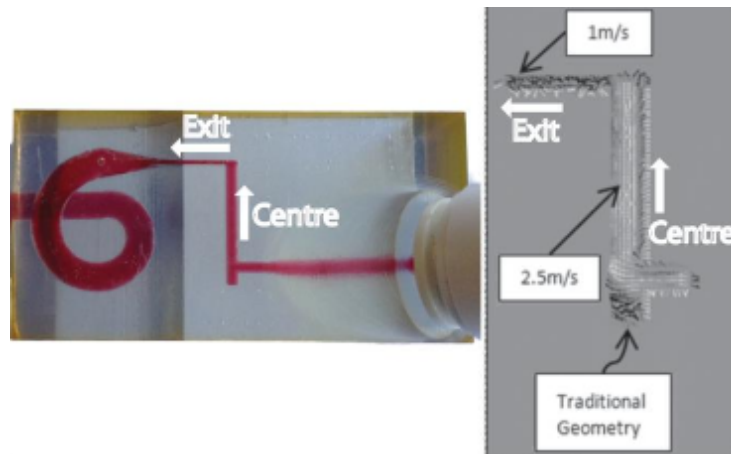 Exit
Centre
1m/s
Exit
Centre
2.5m/s
Traditional
Geometry